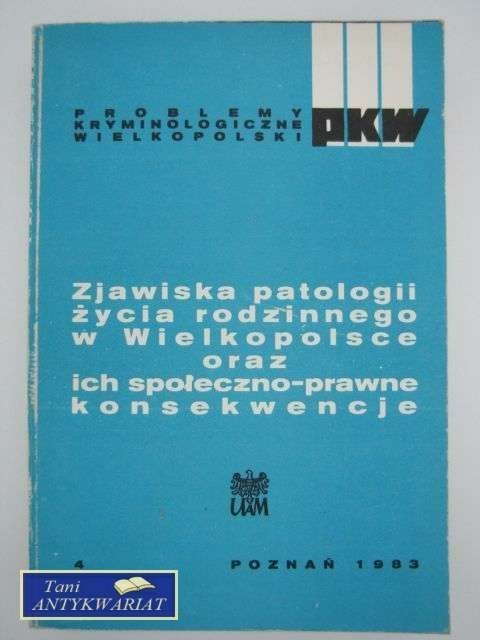 PROBLEMY
KRYMINOLOGICZNE
WIELKOPOLSKI
PKW
Zjawiska patologii
życia rodzinnego
w Wielkopolsce
oraz
ich społeczno-prawne
konsekwencje
UAM
4
POZNAŃ 1983
Tani
ANTYKWARIAT